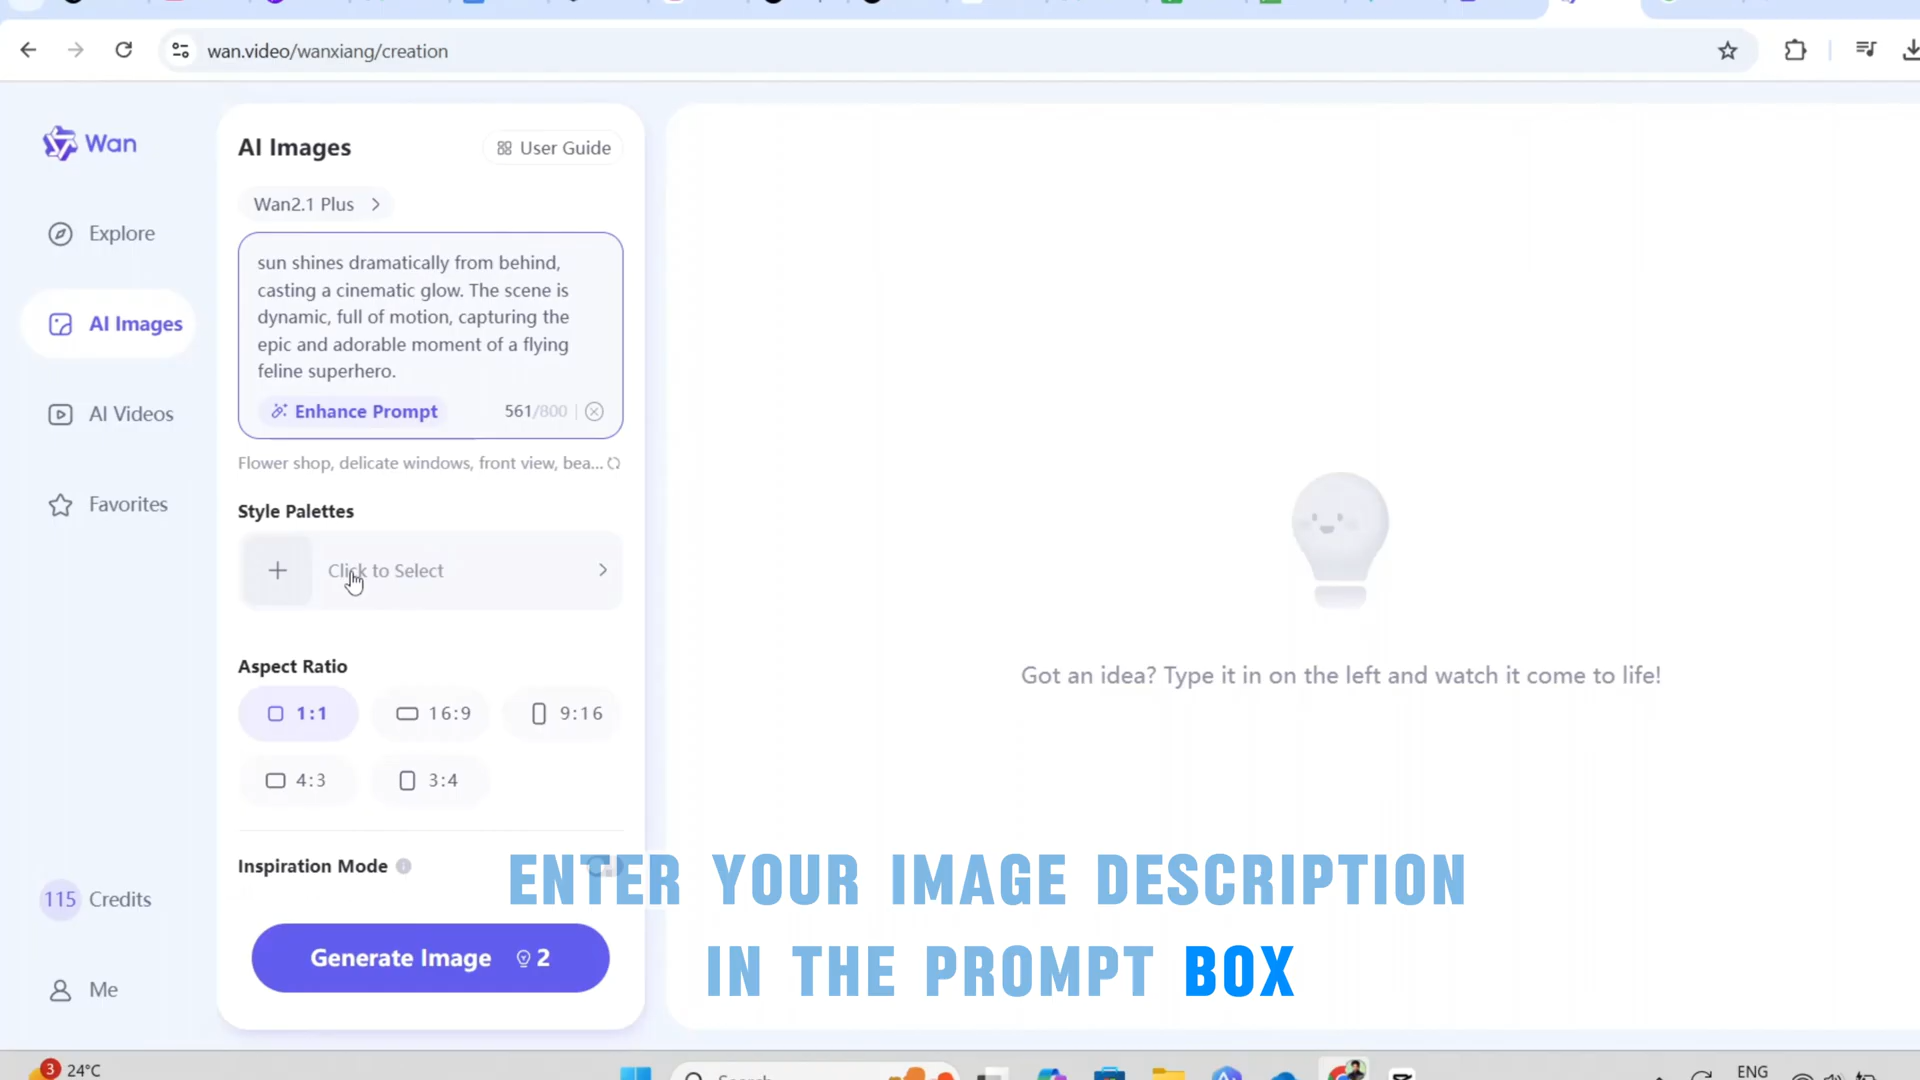 wan.video/wanxiang/creation
Wan
AI Images
User Guide
Wan2.1 Plus
Explore
sun shines dramatically from behind,
casting a cinematic glow. The scene is
dynamic, full of motion, capturing the
epic and adorable moment of a flying
feline superhero.
AI Images
Enhance Prompt 561/800
AI Videos
Flower shop, delicate windows, front view, bea...
Favorites
Style Palettes
Click to Select
Got an idea? Type it in on the left and watch it come to life!
Aspect Ratio
1:1 16:9 9:16
4:3 3:4
Inspiration Mode
ENTER YOUR IMAGE DESCRIPTION
IN THE PROMPT BOX
115 Credits
Generate Image 2
Me
3 24°C
Search
ENG